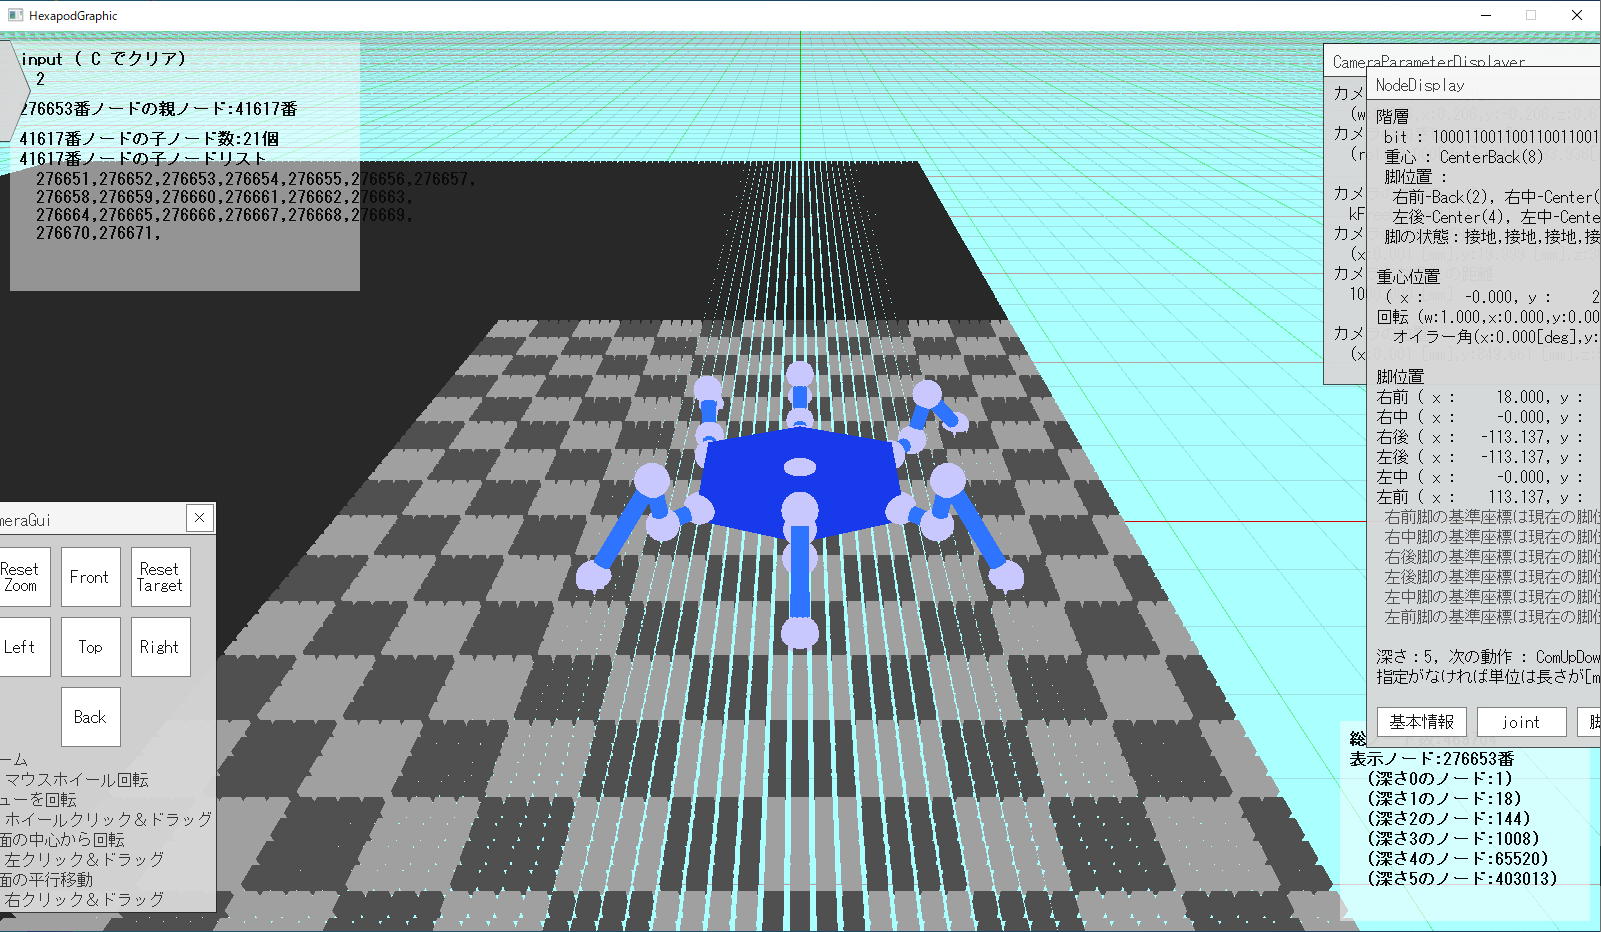 HexapodGraphic
input ( C でクリア)
2
276653番ノードの親ノード:41617番
41617番ノードの子ノード数:21個
41617番ノードの子ノードリスト
276651,276652,276653,276654,276655,276656,276657,
276658,276659,276660,276661,276662,276663,
276664,276665,276666,276667,276668,276669,
276670,276671,
CameraParameterDisplayer
カメ
(w
カメ
(r
カメ
kF
カメ
(x
カメ
10
カメ
(x
NodeDisplay
階層
bit : 100011001100110011001
重心 : CenterBack(8)
脚位置 :
右前-Back(2), 右中-Center(
左後-Center(4), 左中-Cente
脚の状態：接地,接地,接地,接
重心位置
( x : -0.000, y : 2
回転 (w:1.000,x:0.000,y:0.00
オイラー角(x:0.000[deg],y:
脚位置
右前 ( x : 18.000, y :
右中 ( x : -0.000, y :
右後 ( x : -113.137, y :
左後 ( x : -113.137, y :
左中 ( x : -0.000, y :
左前 ( x : 113.137, y :
右前脚の基準座標は現在の脚位
右中脚の基準座標は現在の脚位
右後脚の基準座標は現在の脚位
左後脚の基準座標は現在の脚位
左中脚の基準座標は現在の脚位
左前脚の基準座標は現在の脚位
深さ：5, 次の動作 : ComUpDow
指定がなければ単位は長さが[m
基本情報
joint
脚
meraGui
Reset Zoom
Front
Reset Target
Left
Top
Right
Back
ーム
マウスホイール回転
ューを回転
ホイールクリック＆ドラッグ
面の中心から回転
左クリック＆ドラッグ
面の平行移動
右クリック＆ドラッグ
総
表示ノード:276653番
(深さ0のノード:1)
(深さ1のノード:18)
(深さ2のノード:144)
(深さ3のノード:1008)
(深さ4のノード:65520)
(深さ5のノード:403013)